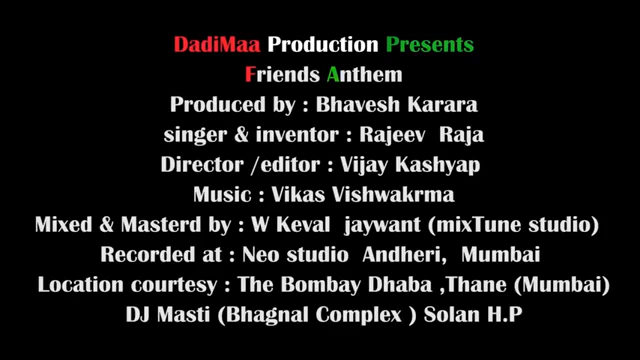 DadiMaa Production Presents
Friends Anthem
Produced by : Bhavesh Karara
singer & inventor : Rajeev Raja
Director /editor : Vijay Kashyap
Music : Vikas Vishwakrma
Mixed & Masterd by : W Keval jaywant (mixTune studio)
Recorded at : Neo studio Andheri, Mumbai
Location courtesy : The Bombay Dhaba ,Thane (Mumbai)
DJ Masti (Bhagnal Complex ) Solan H.P